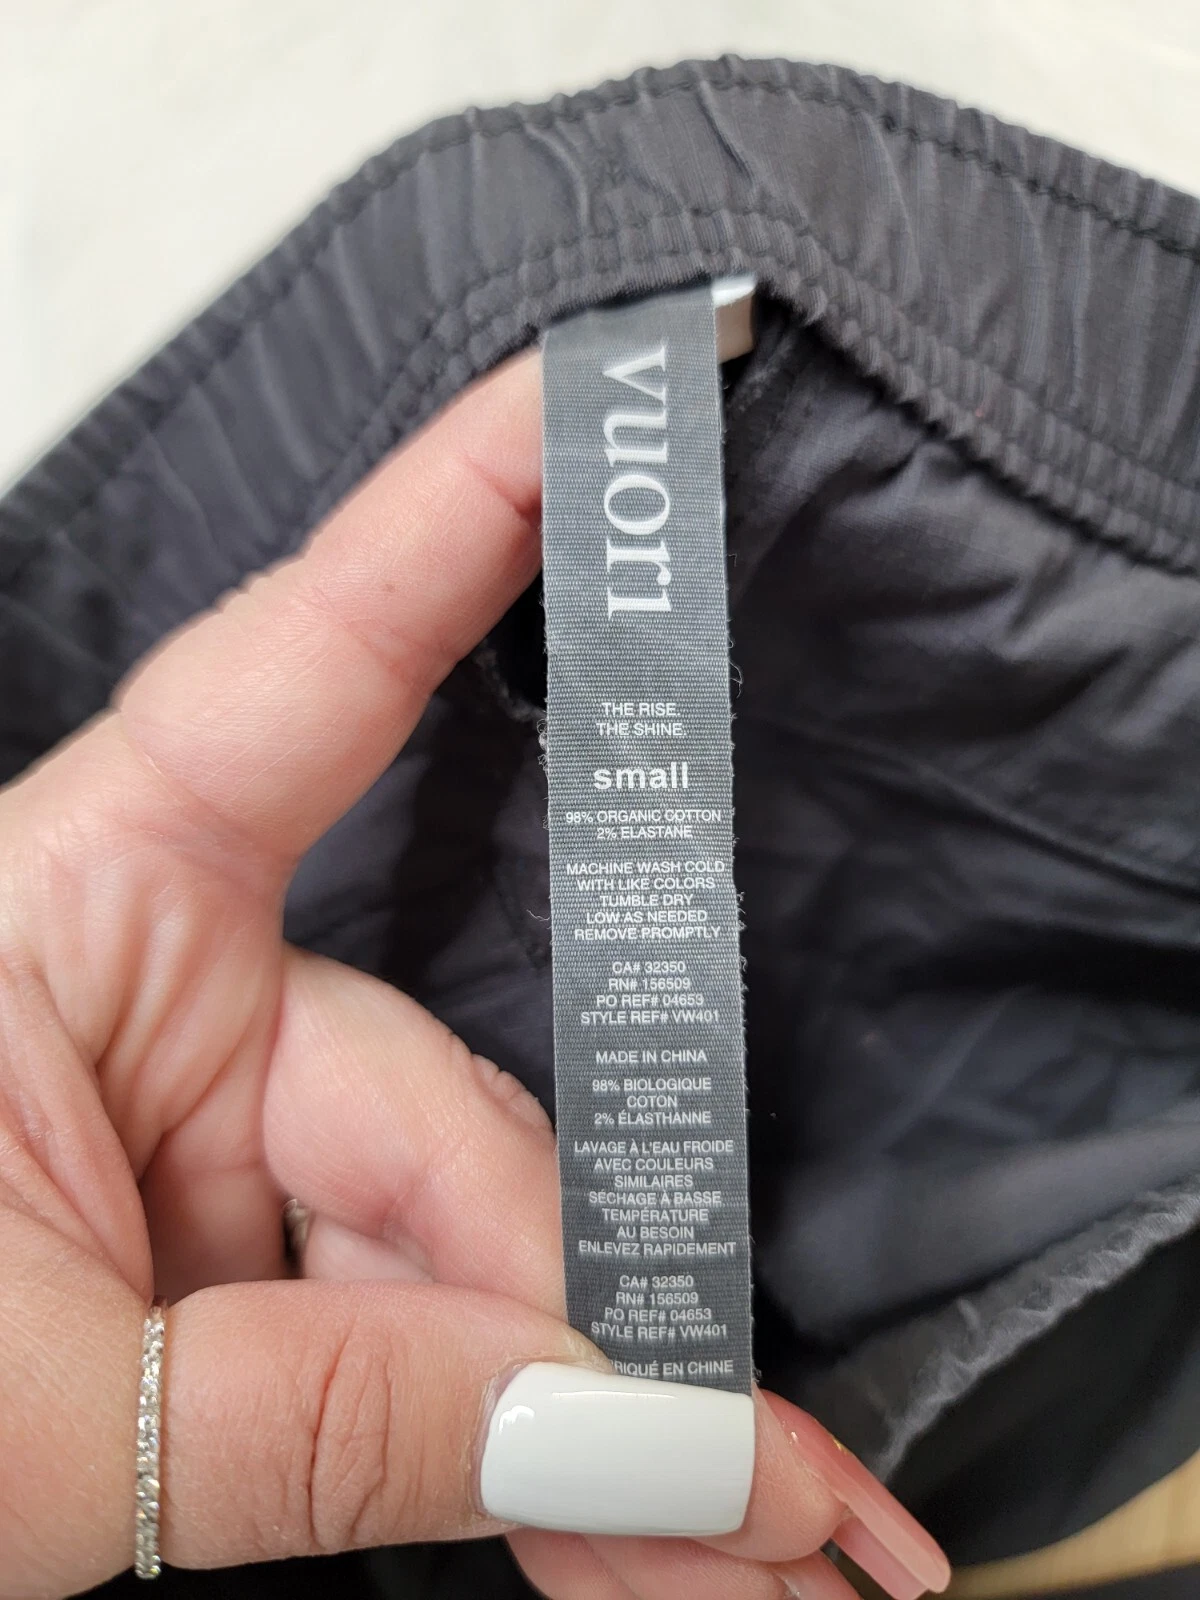 vuori
THE RISE.
THE SHINE.
small
98% ORGANIC COTTON
2% ELASTANE
MACHINE WASH COLD
WITH LIKE COLORS
TUMBLE DRY
LOW AS NEEDED
REMOVE PROMPTLY
CA# 32350
RN# 156509
PO REF# 04653
STYLE REF# VW401
MADE IN CHINA
98% BIOLOGIQUE
COTON
2% ÉLASTHANNE
LAVAGE À L'EAU FROIDE
AVEC COULEURS
SIMILAIRES
SÉCHAGE À BASSE
TEMPÉRATURE
AU BESOIN
ENLEVEZ RAPIDEMENT
CA# 32350
RN# 156509
PO REF# 04653
STYLE REF# VW401
RIQUÉ EN CHINE